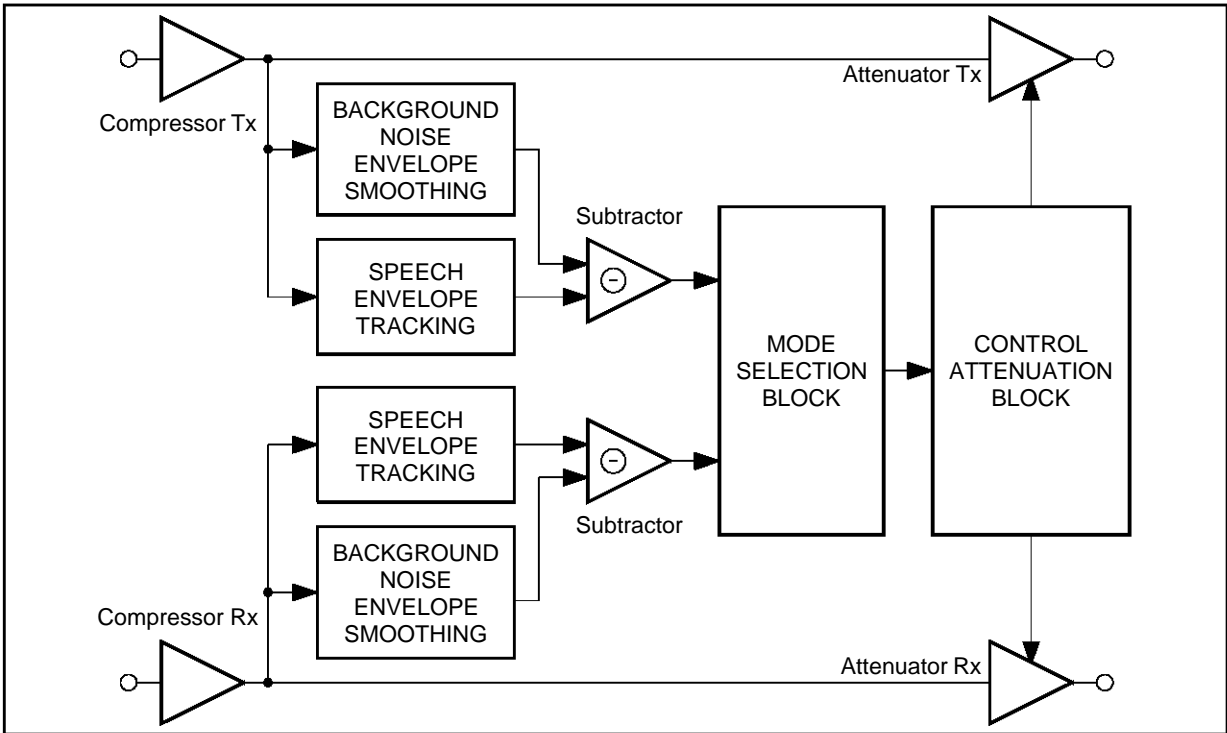 Compressor Tx
Attenuator Tx
BACKGROUND
NOISE
ENVELOPE
SMOOTHING
Subtractor
SPEECH
ENVELOPE
TRACKING
−
MODE
SELECTION
BLOCK
CONTROL
ATTENUATION
BLOCK
SPEECH
ENVELOPE
TRACKING
−
Subtractor
BACKGROUND
NOISE
ENVELOPE
SMOOTHING
Compressor Rx
Attenuator Rx